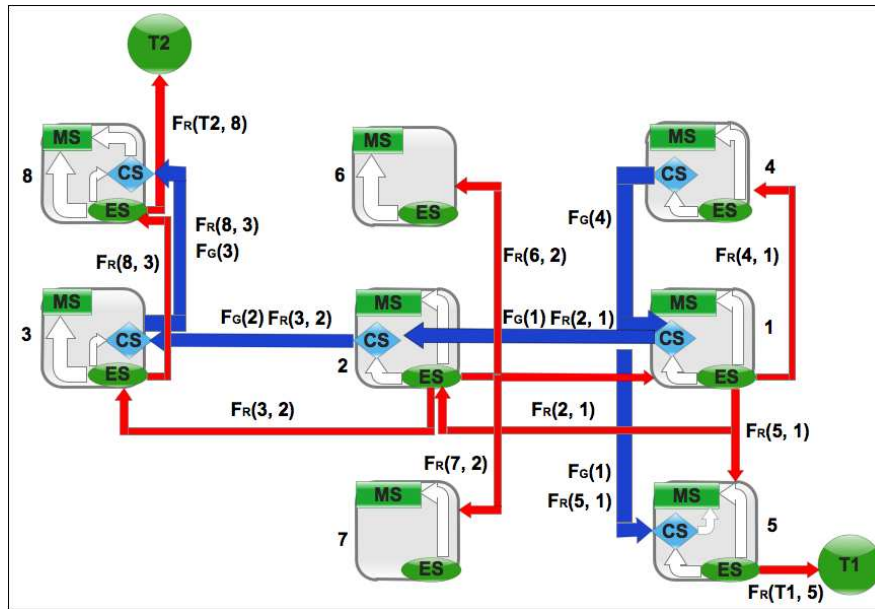 T2
FR(T2, 8)
MS
8
CS
ES
FR(8, 3)
FG(3)
FR(8, 3)
MS
6
ES
FR(6, 2)
MS
4
CS
ES
FG(4)
FR(4, 1)
MS
3
CS
ES
FG(2) FR(3, 2)
MS
2
CS
ES
FG(1) FR(2, 1)
MS
1
CS
ES
FR(3, 2)
FR(2, 1)
FR(5, 1)
FR(7, 2)
FG(1)
FR(5, 1)
MS
7
ES
MS
5
CS
ES
T1
FR(T1, 5)